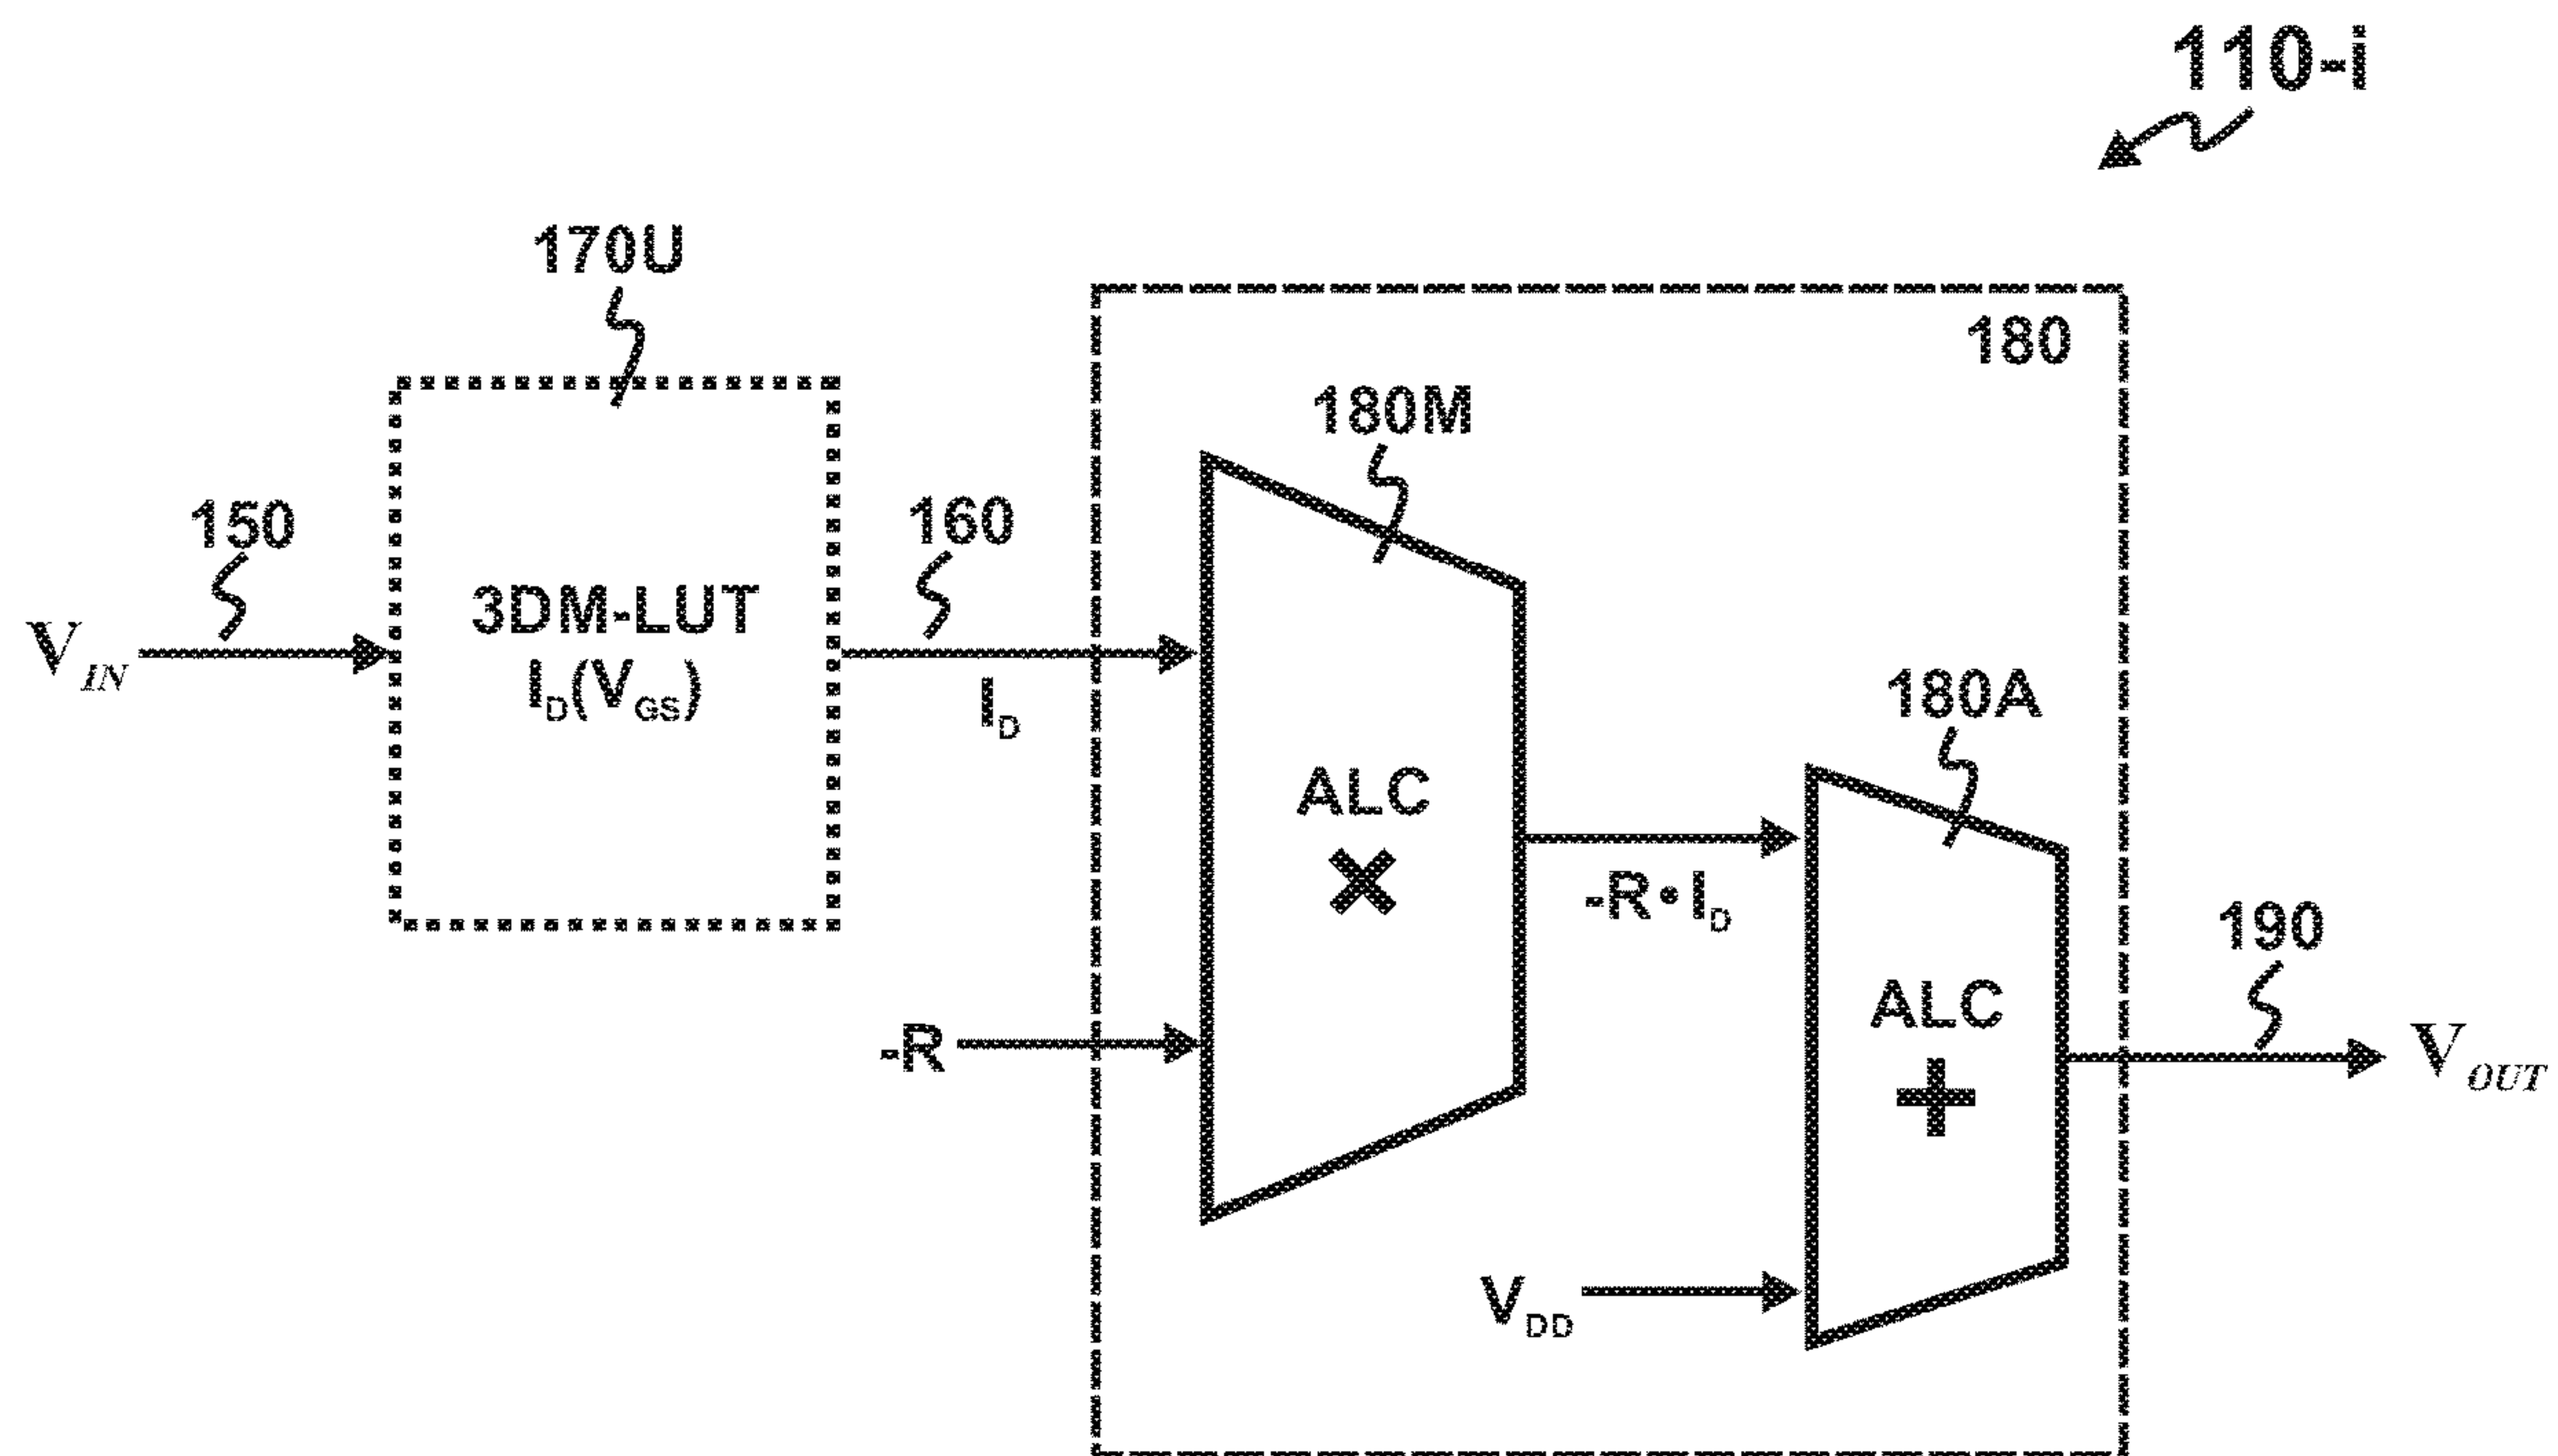 110-i
170U
180
180M
150
160
3DM-LUT
V_IN
I_D(V_GS)
I_D
180A
ALC
×
-R•I_D
190
ALC
-R
+
V_OUT
V_DD